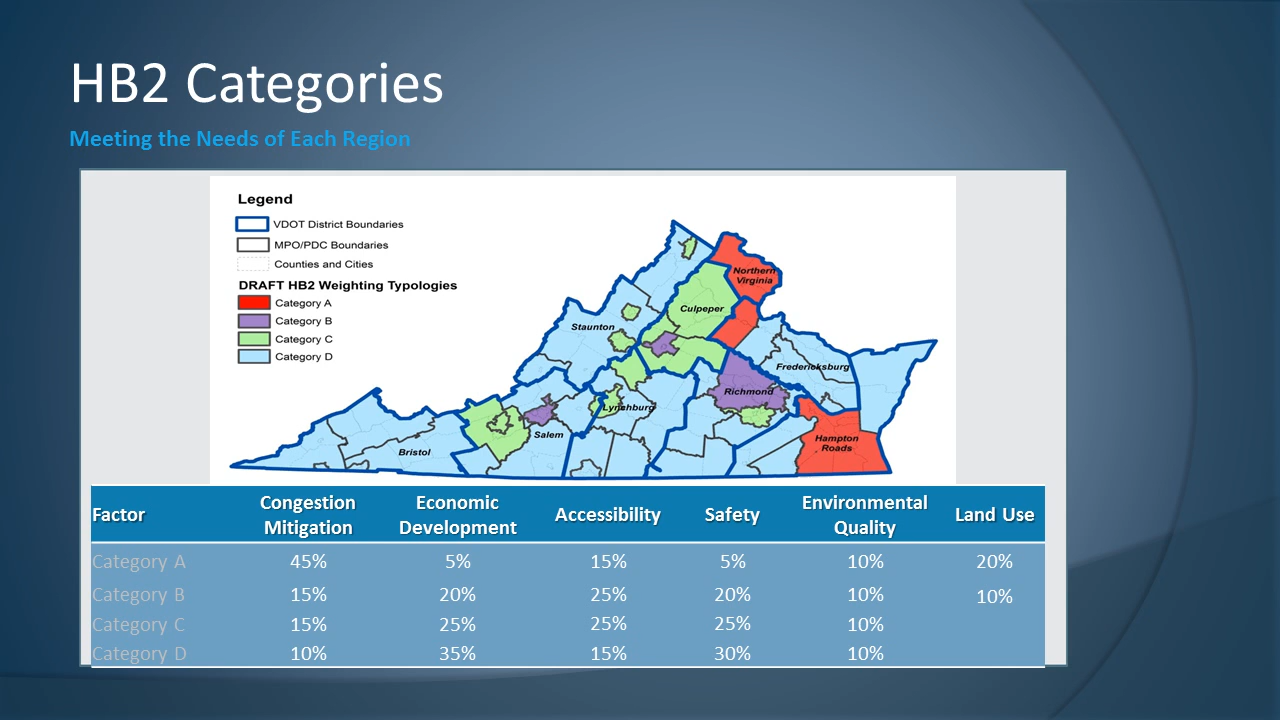 HB2 Categories
Meeting the Needs of Each Region
Legend
VDOT District Boundaries
MPO/PDC Boundaries
Counties and Cities
DRAFT HB2 Weighting Typologies
Category A
Category B
Category C
Category D
Northern
Virginia
Culpeper
Staunton
Fredericksburg
Richmond
Lynchburg
Salem
Hampton
Roads
Bristol
Factor Congestion Mitigation Economic Development Accessibility Safety Environmental Quality Land Use
Category A 45% 5% 15% 5% 10% 20%
Category B 15% 20% 25% 20% 10% 10%
Category C 15% 25% 25% 25% 10%
Category D 10% 35% 15% 30% 10%